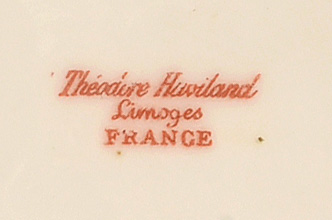 Théodore Haviland
Limoges
FRANCE